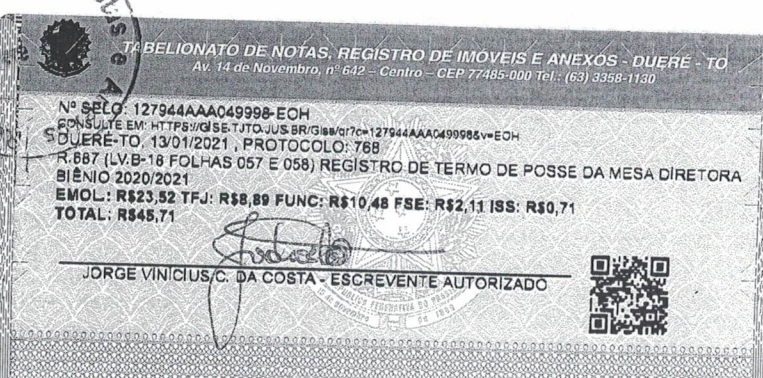 TABELIONATO DE NOTAS, REGISTRO DE IMÓVEIS E ANEXOS - DUERÉ - TO
Av. 14 de Novembro, nº 642 – Centro – CEP 77485-000 Tel.: (63) 3358-1130
Nº SELO: 127944AAA049998-EOH
CONSULTE EM: HTTPS://GISE.TJTO.JUS.BR/Gise/qr?c=127944AAA049998&v=EOH
DUERÉ-TO, 13/01/2021 , PROTOCOLO: 768
R.687 (LV.B-18 FOLHAS 057 E 058) REGISTRO DE TERMO DE POSSE DA MESA DIRETORA
BIÊNIO 2020/2021
EMOL.: R$23,52 TFJ: R$8,89 FUNC: R$10,48 FSE: R$2,11 ISS: R$0,71
TOTAL: R$45,71
JORGE VINICIUS C. DA COSTA - ESCREVENTE AUTORIZADO